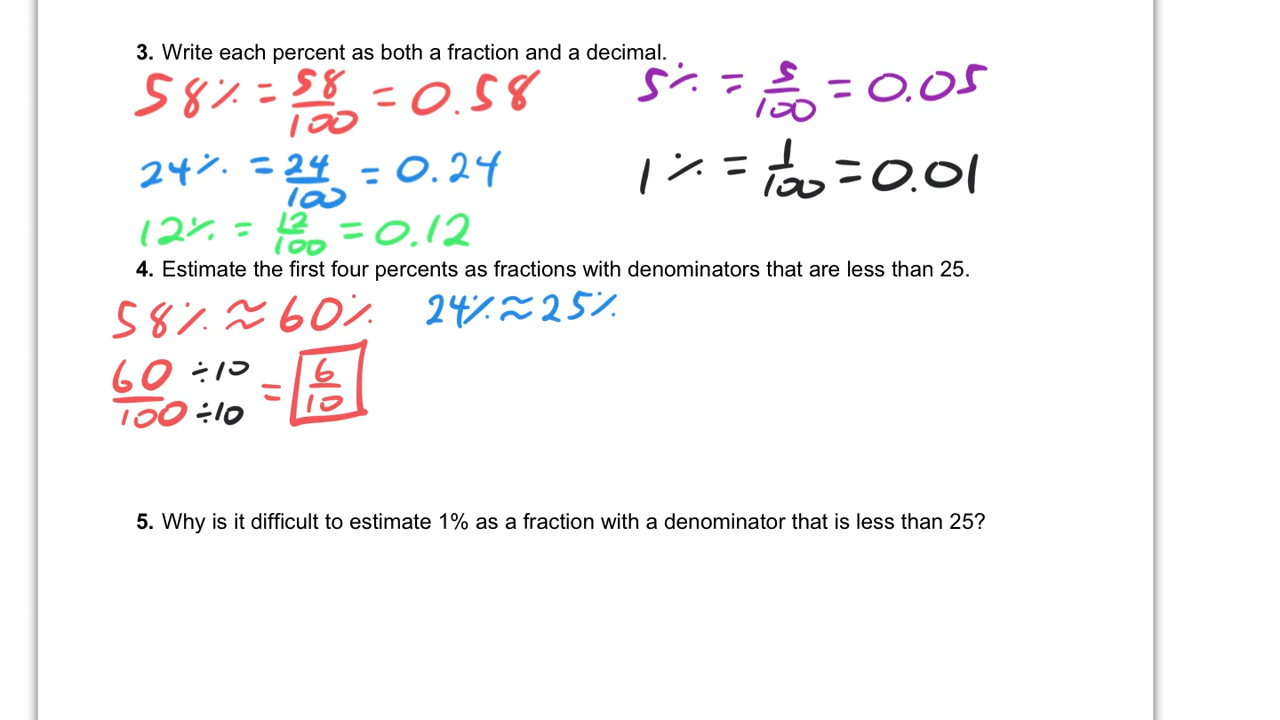 3. Write each percent as both a fraction and a decimal.
58% = 58/100 = 0.58
5% = 5/100 = 0.05
24% = 24/100 = 0.24
1% = 1/100 = 0.01
12% = 12/100 = 0.12
4. Estimate the first four percents as fractions with denominators that are less than 25.
58% ≈ 60% 24% ≈ 25%
60/100 ÷10/÷10 = 6/10
5. Why is it difficult to estimate 1% as a fraction with a denominator that is less than 25?